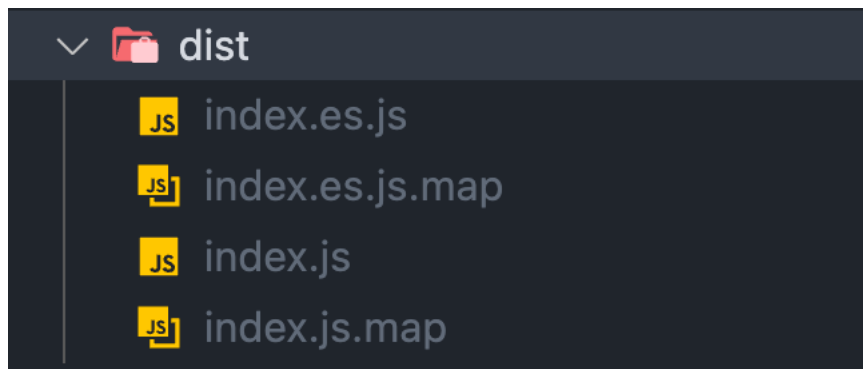 dist
JS index.es.js
JS index.es.js.map
JS index.js
JS index.js.map